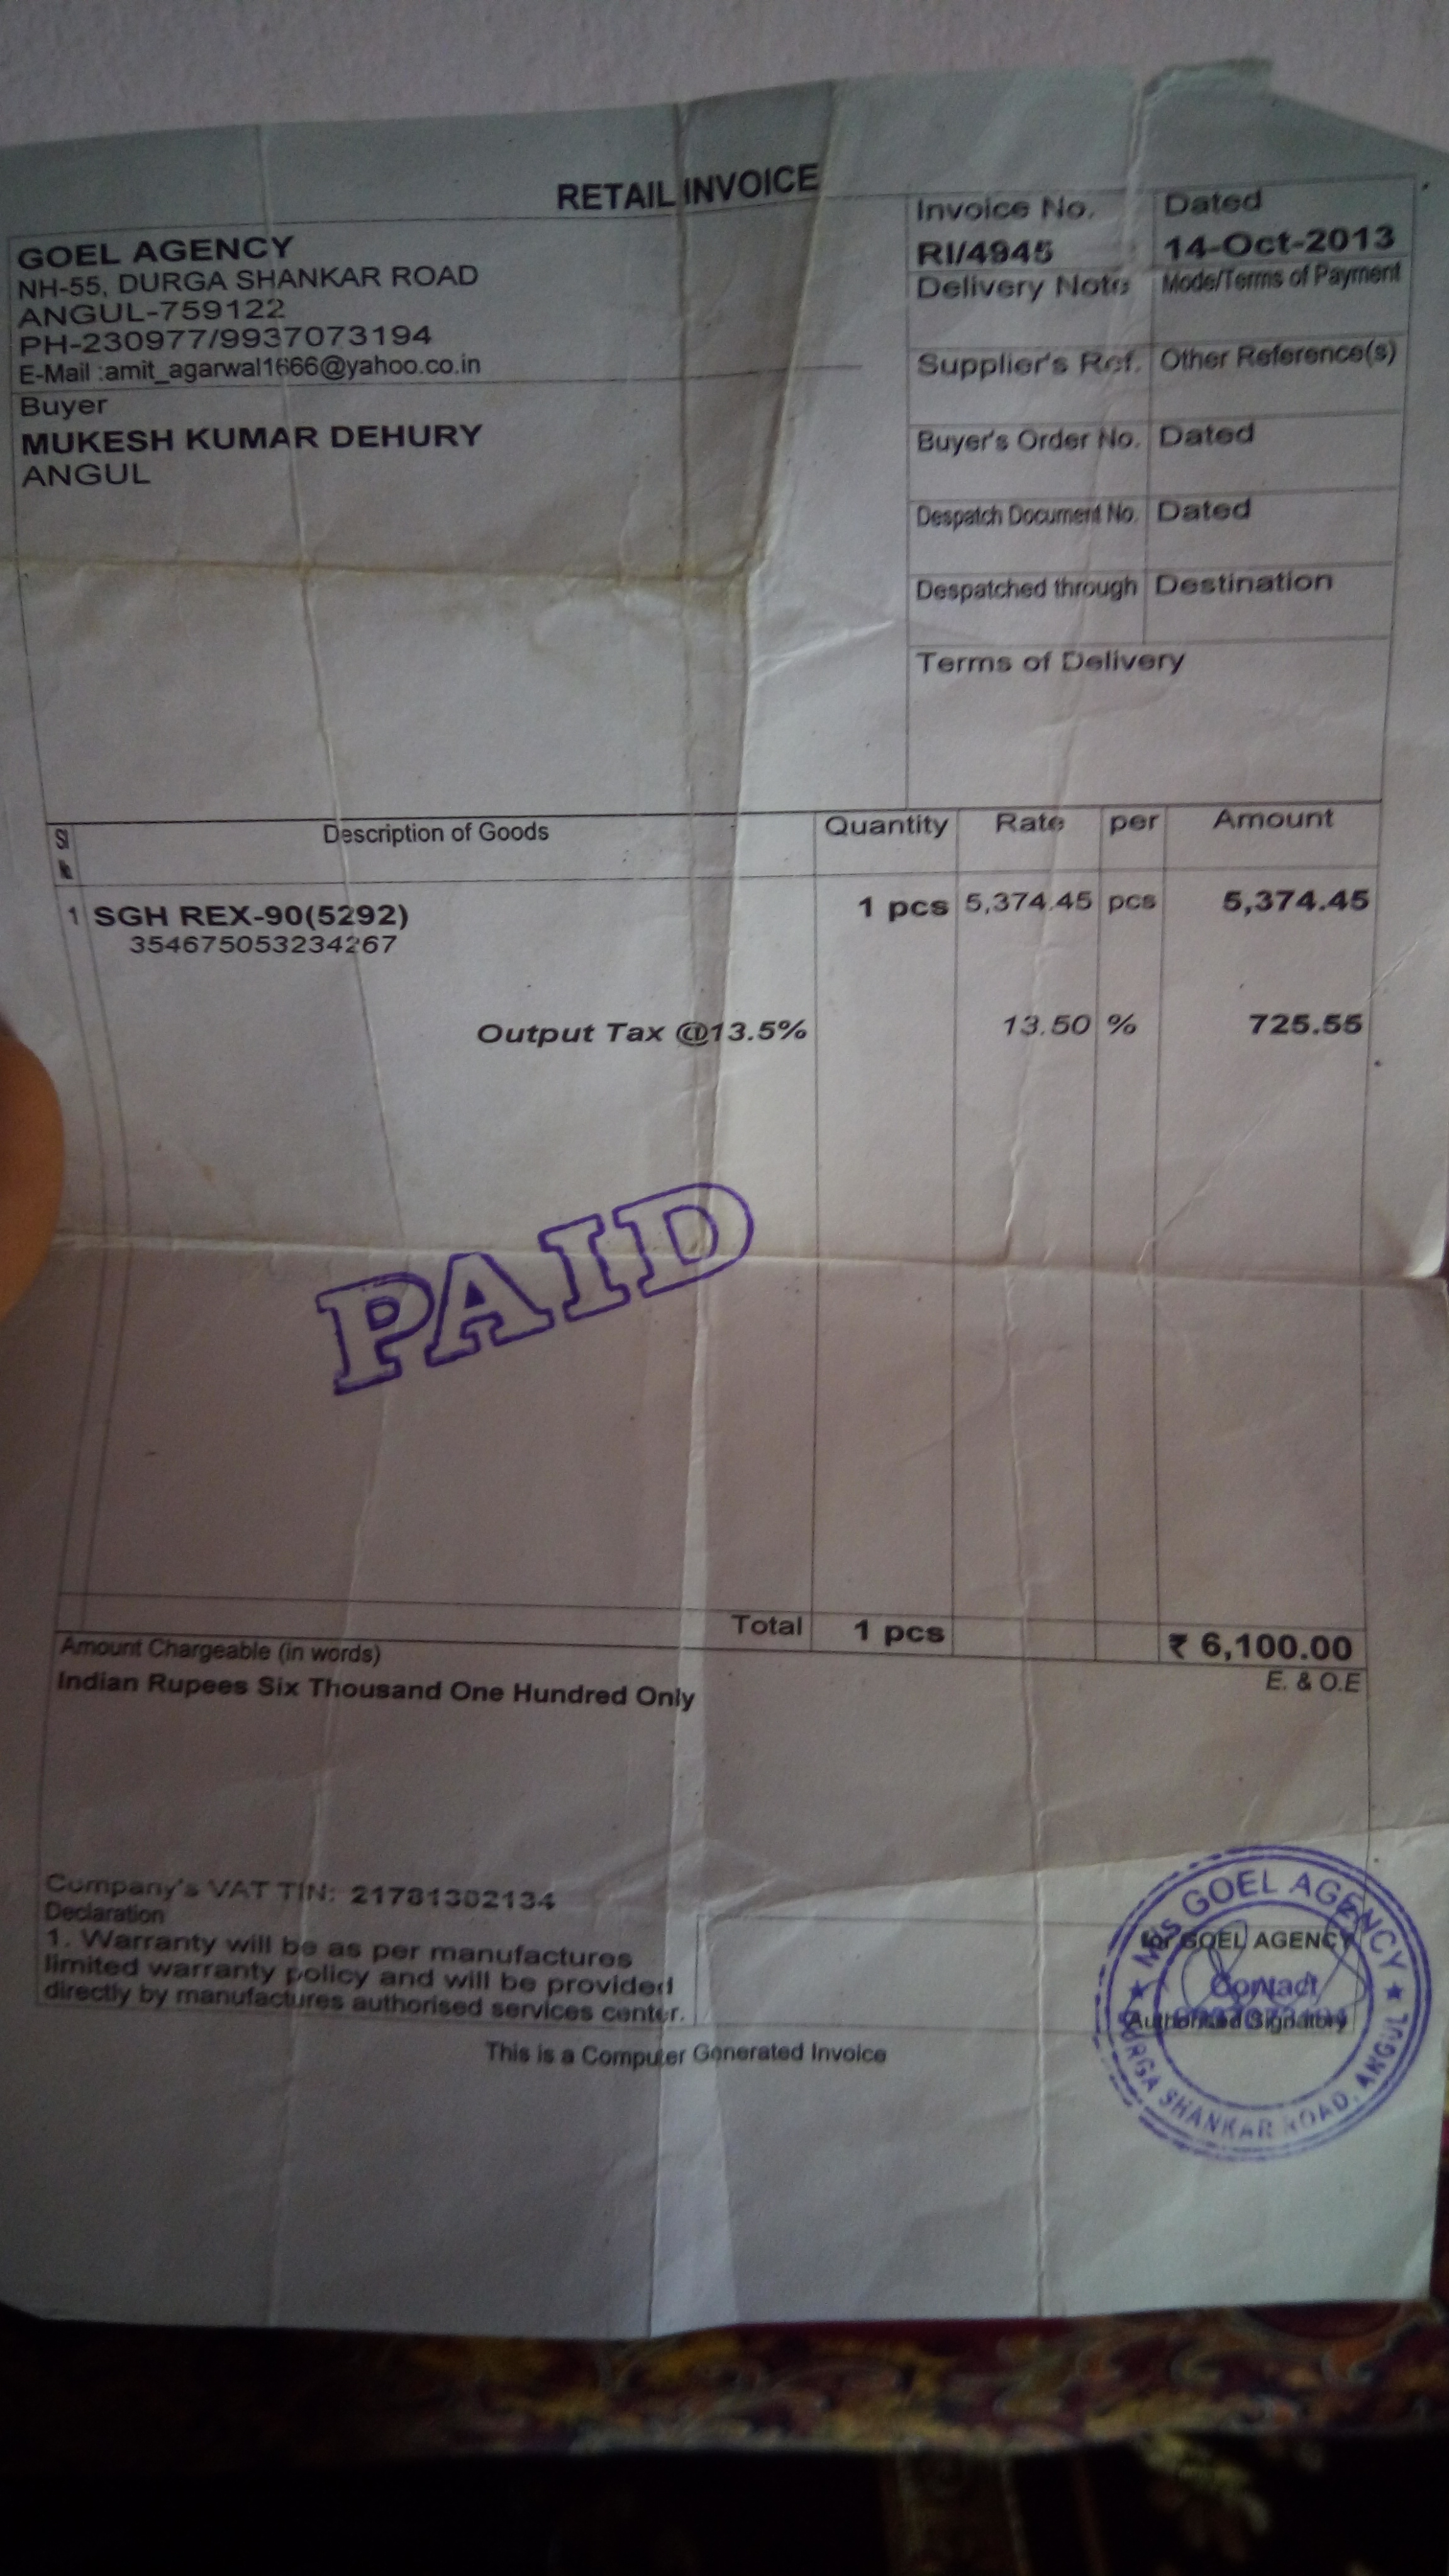 RETAIL INVOICE
GOEL AGENCY
NH-55, DURGA SHANKAR ROAD
ANGUL-759122
PH-230977/9937073194
E-Mail :amit_agarwal1666@yahoo.co.in
Buyer
MUKESH KUMAR DEHURY
ANGUL
Invoice No. Dated
RI/4945 14-Oct-2013
Delivery Note Mode/Terms of Payment
Supplier's Ref. Other Reference(s)
Buyer's Order No. Dated
Despatch Document No. Dated
Despatched through Destination
Terms of Delivery
Sl No Description of Goods Quantity Rate per Amount
1 SGH REX-90(5292) 1 pcs 5,374.45 pcs 5,374.45
354675053234267
Output Tax @13.5% 13.50 % 725.55
PAID
Total 1 pcs ₹ 6,100.00
Amount Chargeable (in words) E. & O.E
Indian Rupees Six Thousand One Hundred Only
Company's VAT TIN: 21781302134
Declaration
1. Warranty will be as per manufactures
limited warranty policy and will be provided
directly by manufactures authorised services center.
for GOEL AGENCY
Authorised Signatory
M/s GOEL AGENCY
Contact
DURGA SHANKAR ROAD, ANGUL
This is a Computer Generated Invoice